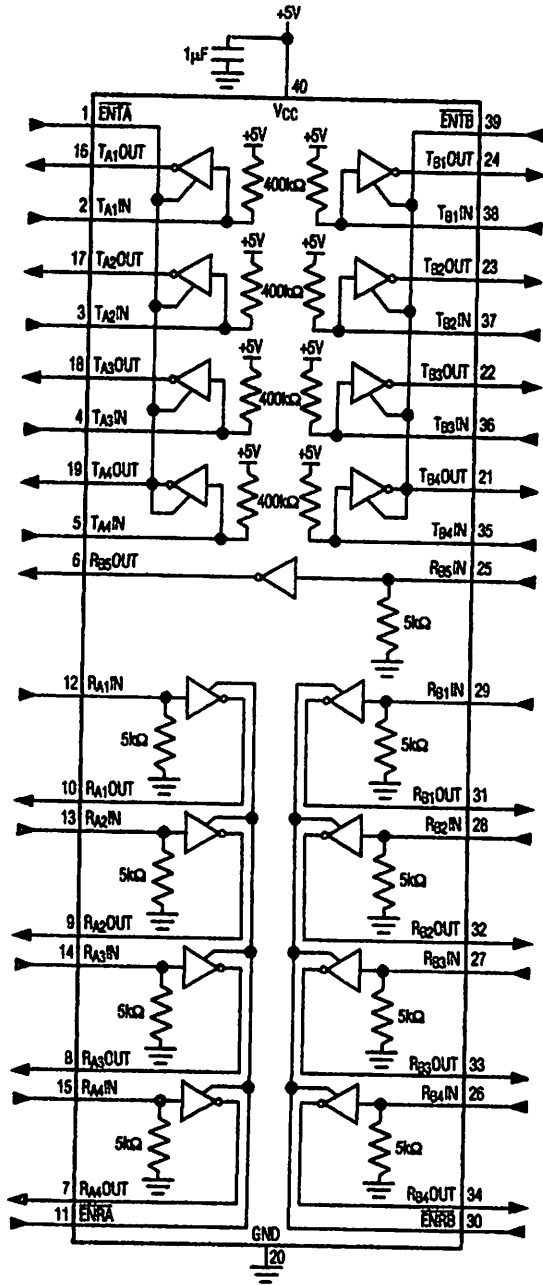 +5V
1µF
40
VCC
1 ENTA
ENTB 39
+5V +5V
16 TA1OUT
TB1OUT 24
400kΩ
2 TA1IN
TB1IN 38
+5V +5V
17 TA2OUT
TB2OUT 23
400kΩ
3 TA2IN
TB2IN 37
+5V +5V
18 TA3OUT
TB3OUT 22
400kΩ
4 TA3IN
TB3IN 36
+5V +5V
19 TA4OUT
TB4OUT 21
400kΩ
5 TA4IN
TB4IN 35
6 RB5OUT
RB5IN 25
5kΩ
12 RA1IN
RB1IN 29
5kΩ
5kΩ
10 RA1OUT
RB1OUT 31
13 RA2IN
RB2IN 28
5kΩ
5kΩ
9 RA2OUT
RB2OUT 32
14 RA3IN
RB3IN 27
5kΩ
5kΩ
8 RA3OUT
RB3OUT 33
15 RA4IN
RB4IN 26
5kΩ
5kΩ
7 RA4OUT
RB4OUT 34
11 ENRA
ENRB 30
GND
20